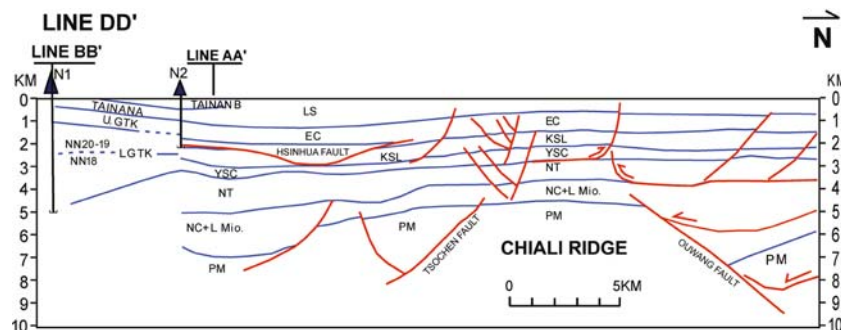 LINE DD'
LINE BB'
LINE AA'
N
KM
N1
N2
KM
0
1
2
3
4
5
6
7
8
9
10
0
1
2
3
4
5
6
7
8
9
10
TAINANA
TAINAN B
LS
U.GTK
EC
EC
HSINHUA FAULT
KSL
KSL
NN20-19
NN18
LGTK
YSC
YSC
NT
NT
NC+L Mio.
NC+L Mio.
PM
PM
PM
PM
TSOCHEN FAULT
CHIALI RIDGE
OUWANG FAULT
0
5KM